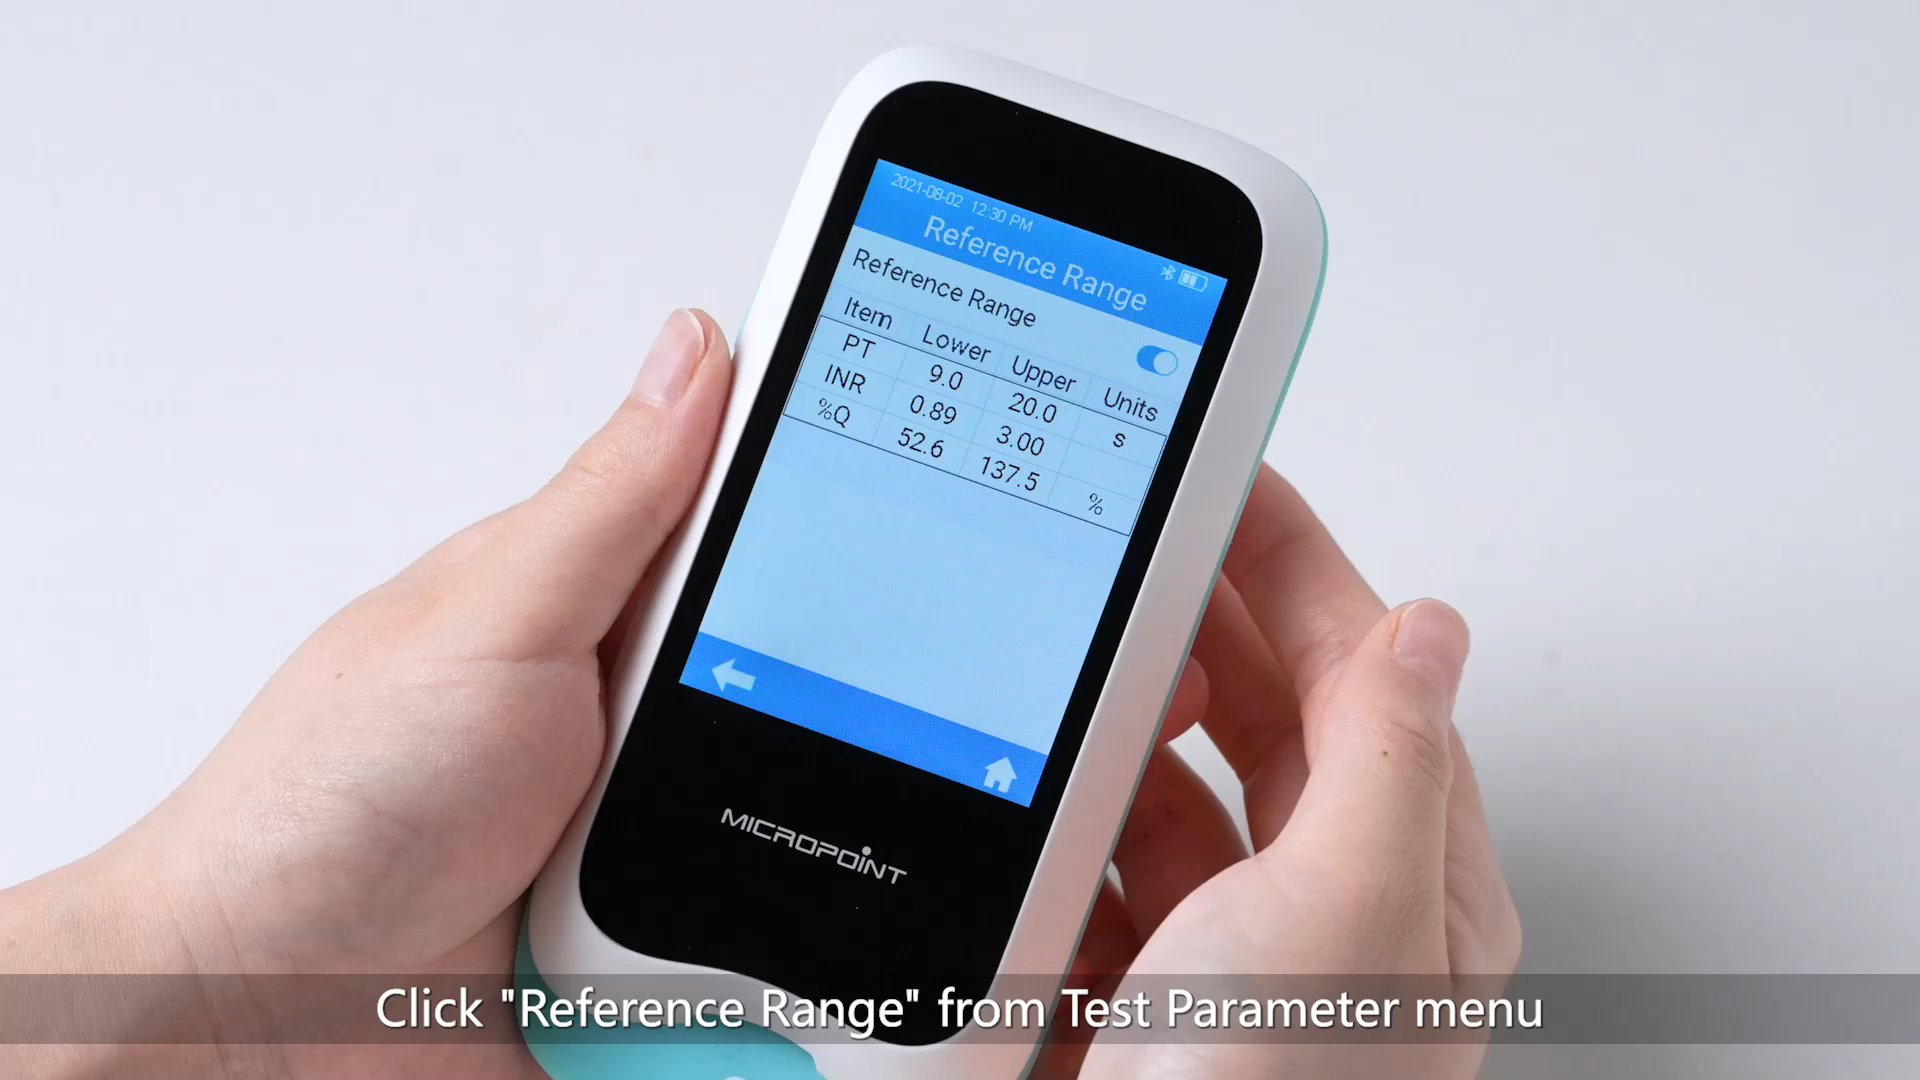 2021-08-02 12:30 PM
Reference Range
Reference Range
Item Lower Upper Units
PT 9.0 20.0 s
INR 0.89 3.00
%Q 52.6 137.5 %
MICROPOINT
Click "Reference Range" from Test Parameter menu